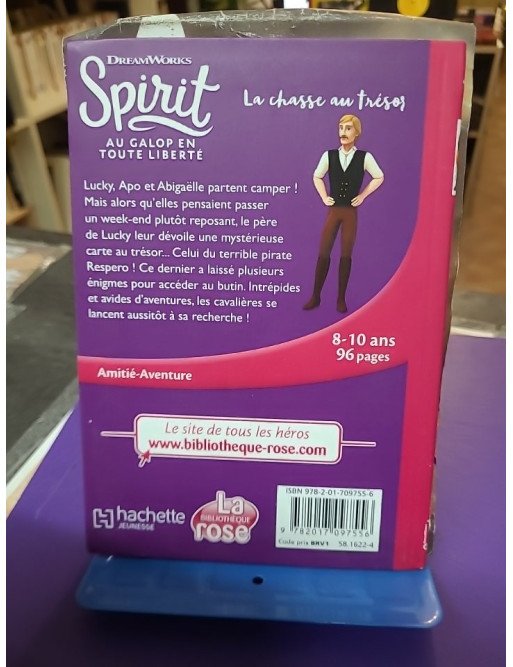 DREAMWORKS
Spirit
AU GALOP EN
TOUTE LIBERTÉ
La chasse au trésor
Lucky, Apo et Abigaëlle partent camper !
Mais alors qu'elles pensaient passer
un week-end plutôt reposant, le père
de Lucky leur dévoile une mystérieuse
carte au trésor... Celui du terrible pirate
Respero ! Ce dernier a laissé plusieurs
énigmes pour accéder au butin. Intrépides
et avides d'aventures, les cavalières se
lancent aussitôt à sa recherche !
8-10 ans
96 pages
Amitié-Aventure
Le site de tous les héros
www.bibliotheque-rose.com
hachette
JEUNESSE
La
BIBLIOTHÈQUE
rose
ISBN 978-2-01-709755-6
9 782017 097556
Code prix BRV1 58.1622-4